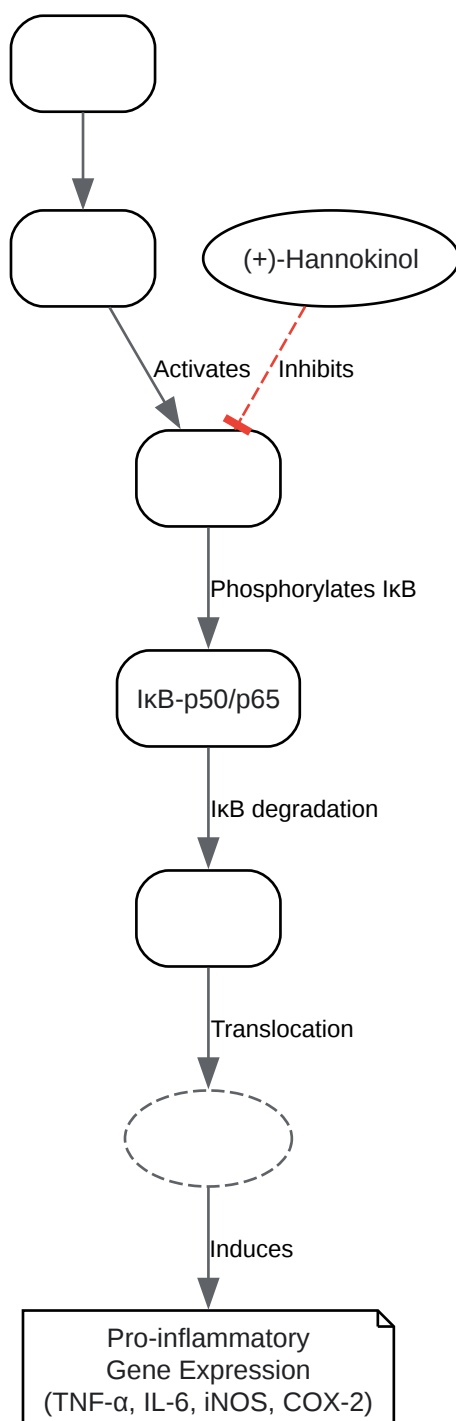 (+)-Hannokinol
Activates
Inhibits
Phosphorylates IκB
IκB-p50/p65
IκB degradation
Translocation
Induces
Pro-inflammatory
Gene Expression
(TNF-α, IL-6, iNOS, COX-2)